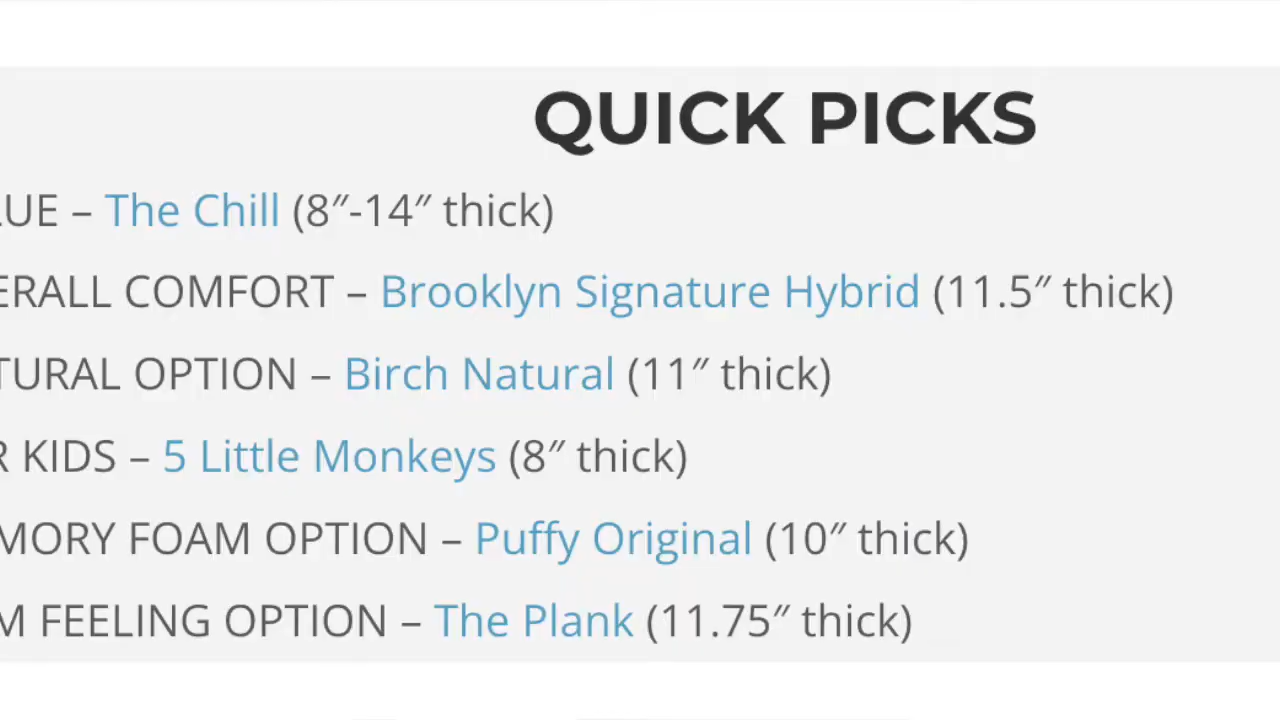 QUICK PICKS
LUE – The Chill (8″-14″ thick)
ERALL COMFORT – Brooklyn Signature Hybrid (11.5″ thick)
TURAL OPTION – Birch Natural (11″ thick)
R KIDS – 5 Little Monkeys (8″ thick)
MORY FOAM OPTION – Puffy Original (10″ thick)
M FEELING OPTION – The Plank (11.75″ thick)